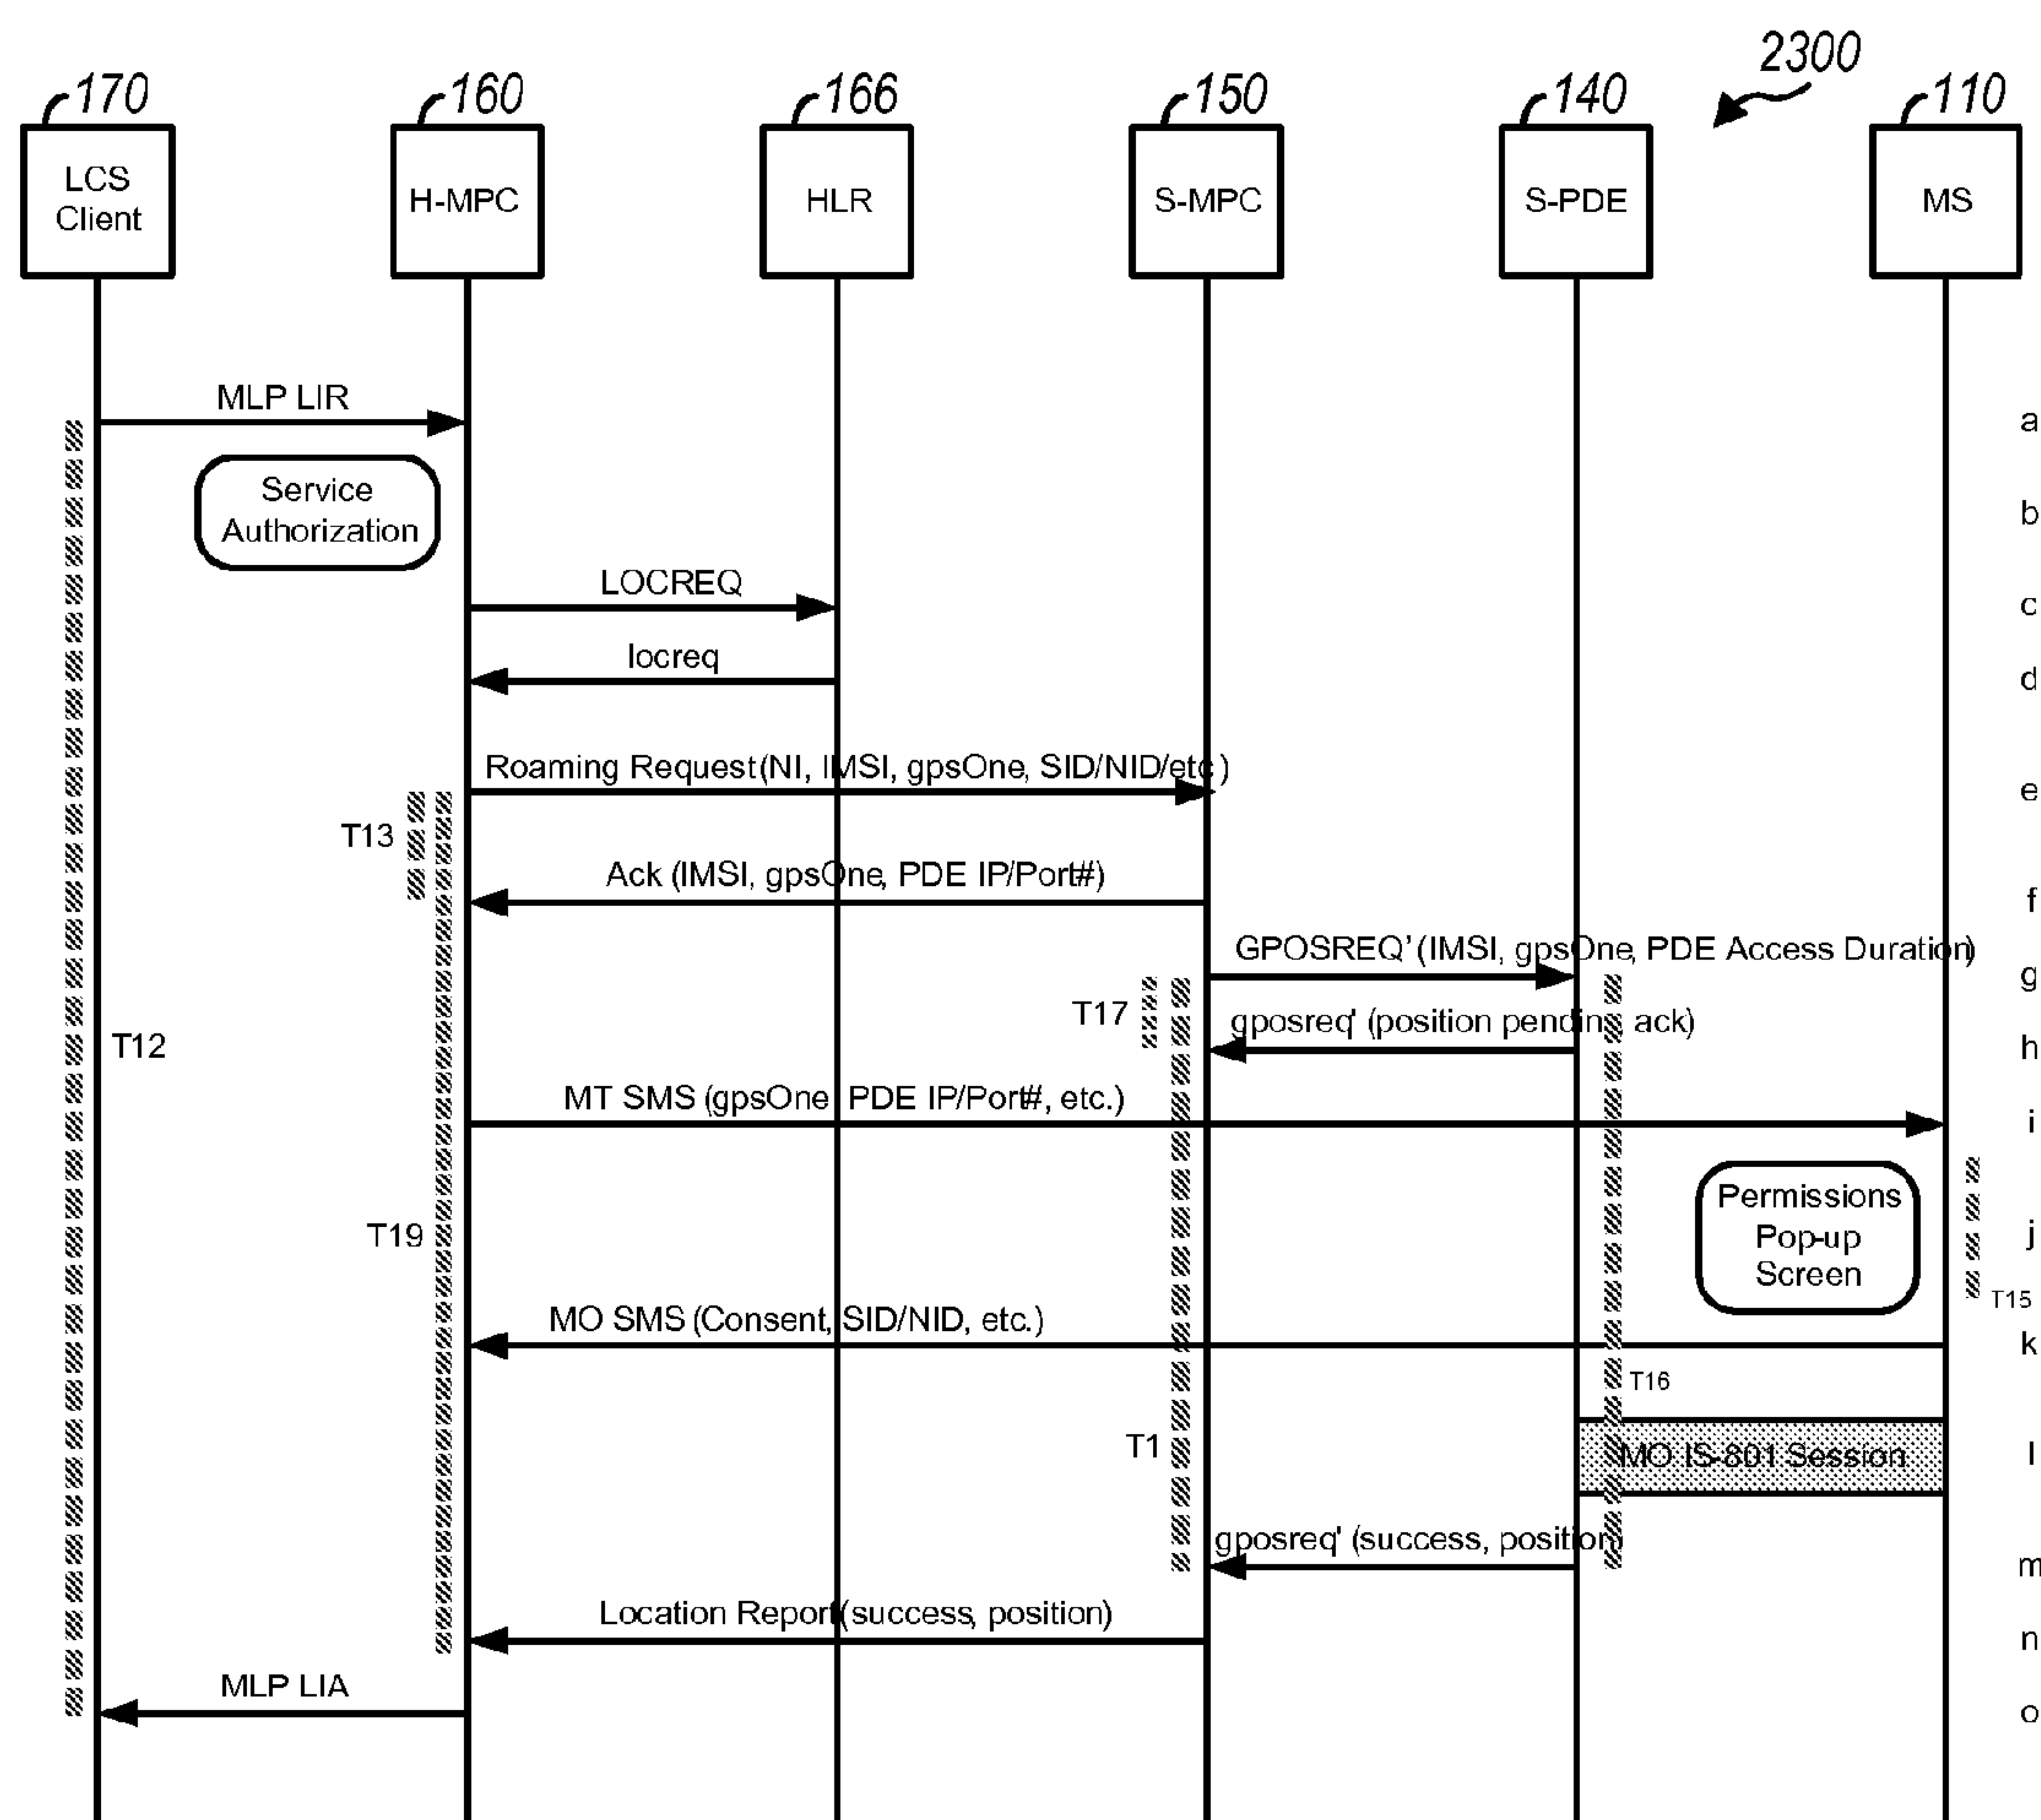 2300
170
160
166
150
140
110
LCS
Client
H-MPC
HLR
S-MPC
S-PDE
MS
MLP LIR
a
Service
Authorization
b
LOCREQ
c
locreq
d
Roaming Request (NI, IMSI, gpsOne, SID/NID/etc.)
e
T13
Ack (IMSI, gpsOne, PDE IP/Port#)
f
GPOSREQ' (IMSI, gpsOne, PDE Access Duration)
g
T17
gposreq' (position pending, ack)
h
T12
MT SMS (gpsOne, PDE IP/Port#, etc.)
i
Permissions
Pop-up
Screen
j
T19
T15
MO SMS (Consent, SID/NID, etc.)
k
T16
T1
MO IS-801 Session
l
gposreq' (success, position)
m
Location Report (success, position)
n
MLP LIA
o